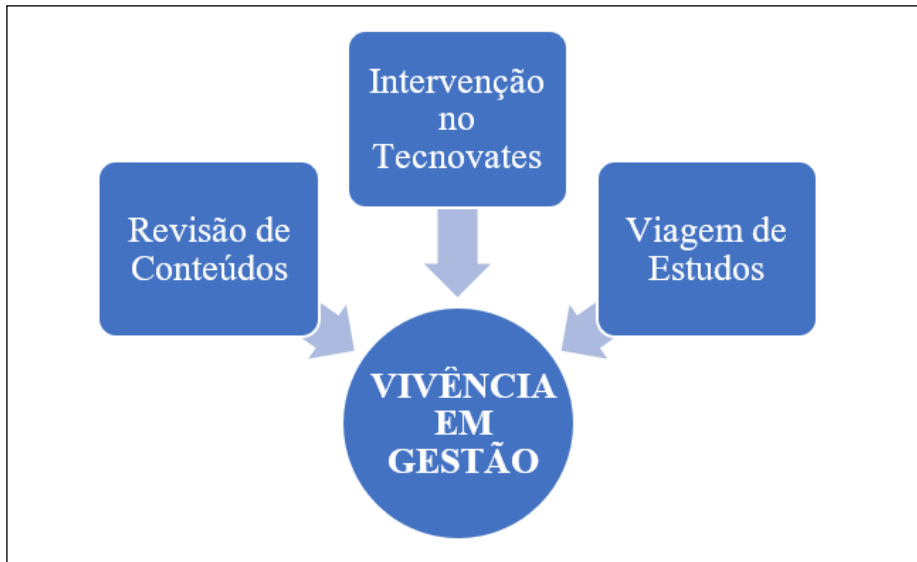 Intervenção
no
Tecnovates
Revisão de
Conteúdos
Viagem de
Estudos
VIVÊNCIA
EM
GESTÃO